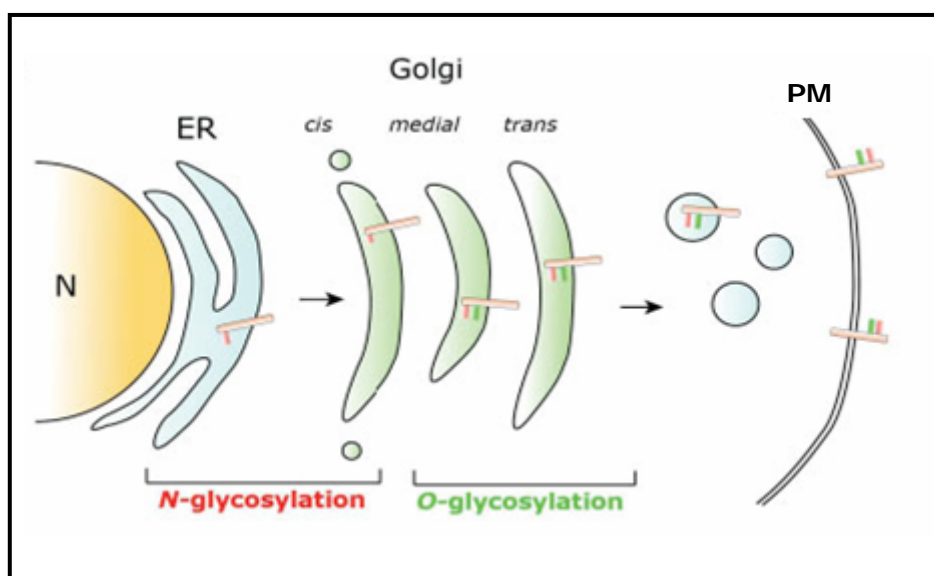 Golgi
PM
ER
cis medial trans
N
N-glycosylation O-glycosylation